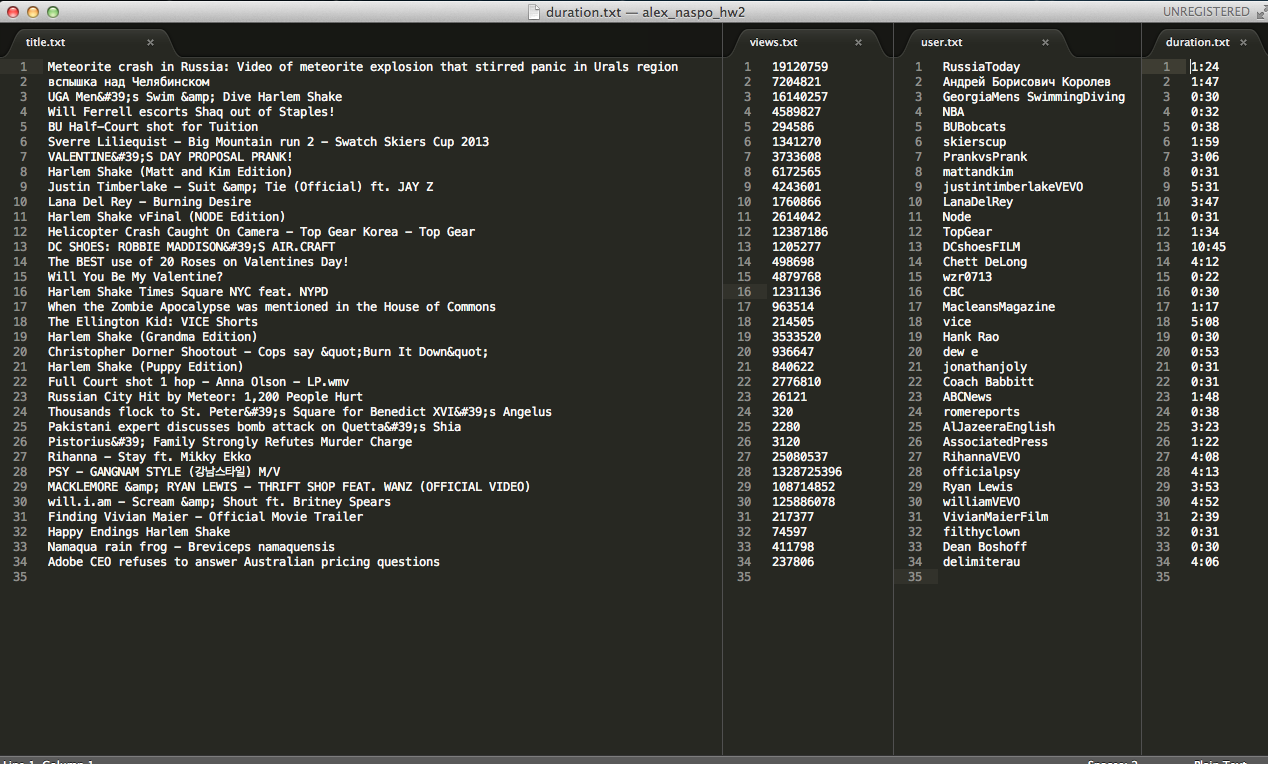 duration.txt — alex_naspo_hw2
UNREGISTERED
title.txt ×
1 Meteorite crash in Russia: Video of meteorite explosion that stirred panic in Urals region
2 вспышка над Челябинском
3 UGA Men&#39;s Swim &amp; Dive Harlem Shake
4 Will Ferrell escorts Shaq out of Staples!
5 BU Half-Court shot for Tuition
6 Sverre Liliequist - Big Mountain run 2 - Swatch Skiers Cup 2013
7 VALENTINE&#39;S DAY PROPOSAL PRANK!
8 Harlem Shake (Matt and Kim Edition)
9 Justin Timberlake - Suit &amp; Tie (Official) ft. JAY Z
10 Lana Del Rey - Burning Desire
11 Harlem Shake vFinal (NODE Edition)
12 Helicopter Crash Caught On Camera - Top Gear Korea - Top Gear
13 DC SHOES: ROBBIE MADDISON&#39;S AIR.CRAFT
14 The BEST use of 20 Roses on Valentines Day!
15 Will You Be My Valentine?
16 Harlem Shake Times Square NYC feat. NYPD
17 When the Zombie Apocalypse was mentioned in the House of Commons
18 The Ellington Kid: VICE Shorts
19 Harlem Shake (Grandma Edition)
20 Christopher Dorner Shootout - Cops say &quot;Burn It Down&quot;
21 Harlem Shake (Puppy Edition)
22 Full Court shot 1 hop - Anna Olson - LP.wmv
23 Russian City Hit by Meteor: 1,200 People Hurt
24 Thousands flock to St. Peter&#39;s Square for Benedict XVI&#39;s Angelus
25 Pakistani expert discusses bomb attack on Quetta&#39;s Shia
26 Pistorius&#39; Family Strongly Refutes Murder Charge
27 Rihanna - Stay ft. Mikky Ekko
28 PSY - GANGNAM STYLE (강남스타일) M/V
29 MACKLEMORE &amp; RYAN LEWIS - THRIFT SHOP FEAT. WANZ (OFFICIAL VIDEO)
30 will.i.am - Scream &amp; Shout ft. Britney Spears
31 Finding Vivian Maier - Official Movie Trailer
32 Happy Endings Harlem Shake
33 Namaqua rain frog - Breviceps namaquensis
34 Adobe CEO refuses to answer Australian pricing questions
35
views.txt ×
1 19120759
2 7204821
3 16140257
4 4589827
5 294586
6 1341270
7 3733608
8 6172565
9 4243601
10 1760866
11 2614042
12 12387186
13 1205277
14 498698
15 4879768
16 1231136
17 963514
18 214505
19 3533520
20 936647
21 840622
22 2776810
23 26121
24 320
25 2280
26 3120
27 25080537
28 1328725396
29 108714852
30 125886078
31 217377
32 74597
33 411798
34 237806
35
user.txt ×
1 RussiaToday
2 Андрей Борисович Королев
3 GeorgiaMens SwimmingDiving
4 NBA
5 BUBobcats
6 skierscup
7 PrankvsPrank
8 mattandkim
9 justintimberlakeVEVO
10 LanaDelRey
11 Node
12 TopGear
13 DCshoesFILM
14 Chett DeLong
15 wzr0713
16 CBC
17 MacleansMagazine
18 vice
19 Hank Rao
20 dew e
21 jonathanjoly
22 Coach Babbitt
23 ABCNews
24 romereports
25 AlJazeeraEnglish
26 AssociatedPress
27 RihannaVEVO
28 officialpsy
29 Ryan Lewis
30 williamVEVO
31 VivianMaierFilm
32 filthyclown
33 Dean Boshoff
34 delimiterau
35
duration.txt ×
1 1:24
2 1:47
3 0:30
4 0:32
5 0:38
6 1:59
7 3:06
8 0:31
9 5:31
10 3:47
11 0:31
12 1:34
13 10:45
14 4:12
15 0:22
16 0:30
17 1:17
18 5:08
19 0:30
20 0:53
21 0:31
22 0:31
23 1:48
24 0:38
25 3:23
26 1:22
27 4:08
28 4:13
29 3:53
30 4:52
31 2:39
32 0:31
33 0:30
34 4:06
35